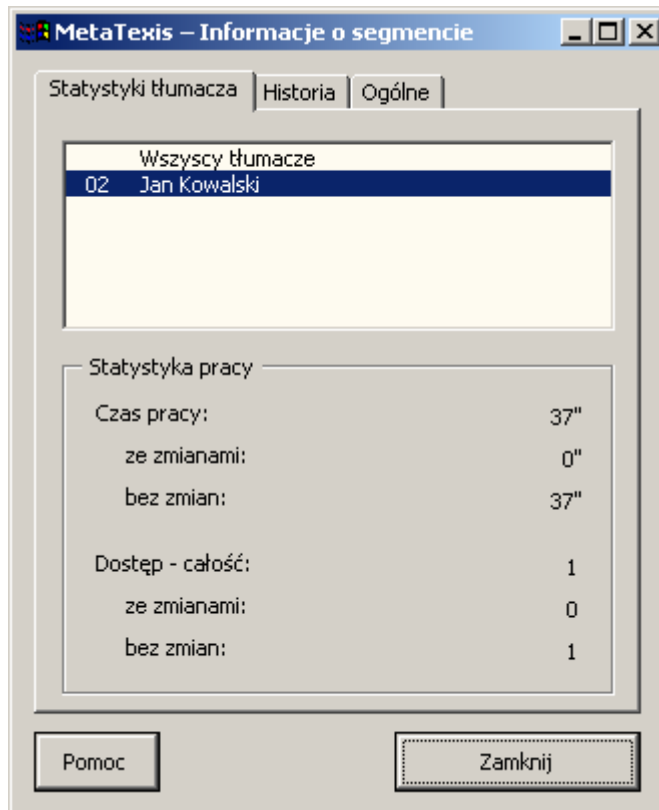 MetaTexis – Informacje o segmencie
Statystyki tłumacza Historia Ogólne
Wszyscy tłumacze
02 Jan Kowalski
Statystyka pracy
Czas pracy: 37"
ze zmianami: 0"
bez zmian: 37"
Dostęp - całość: 1
ze zmianami: 0
bez zmian: 1
Pomoc Zamknij